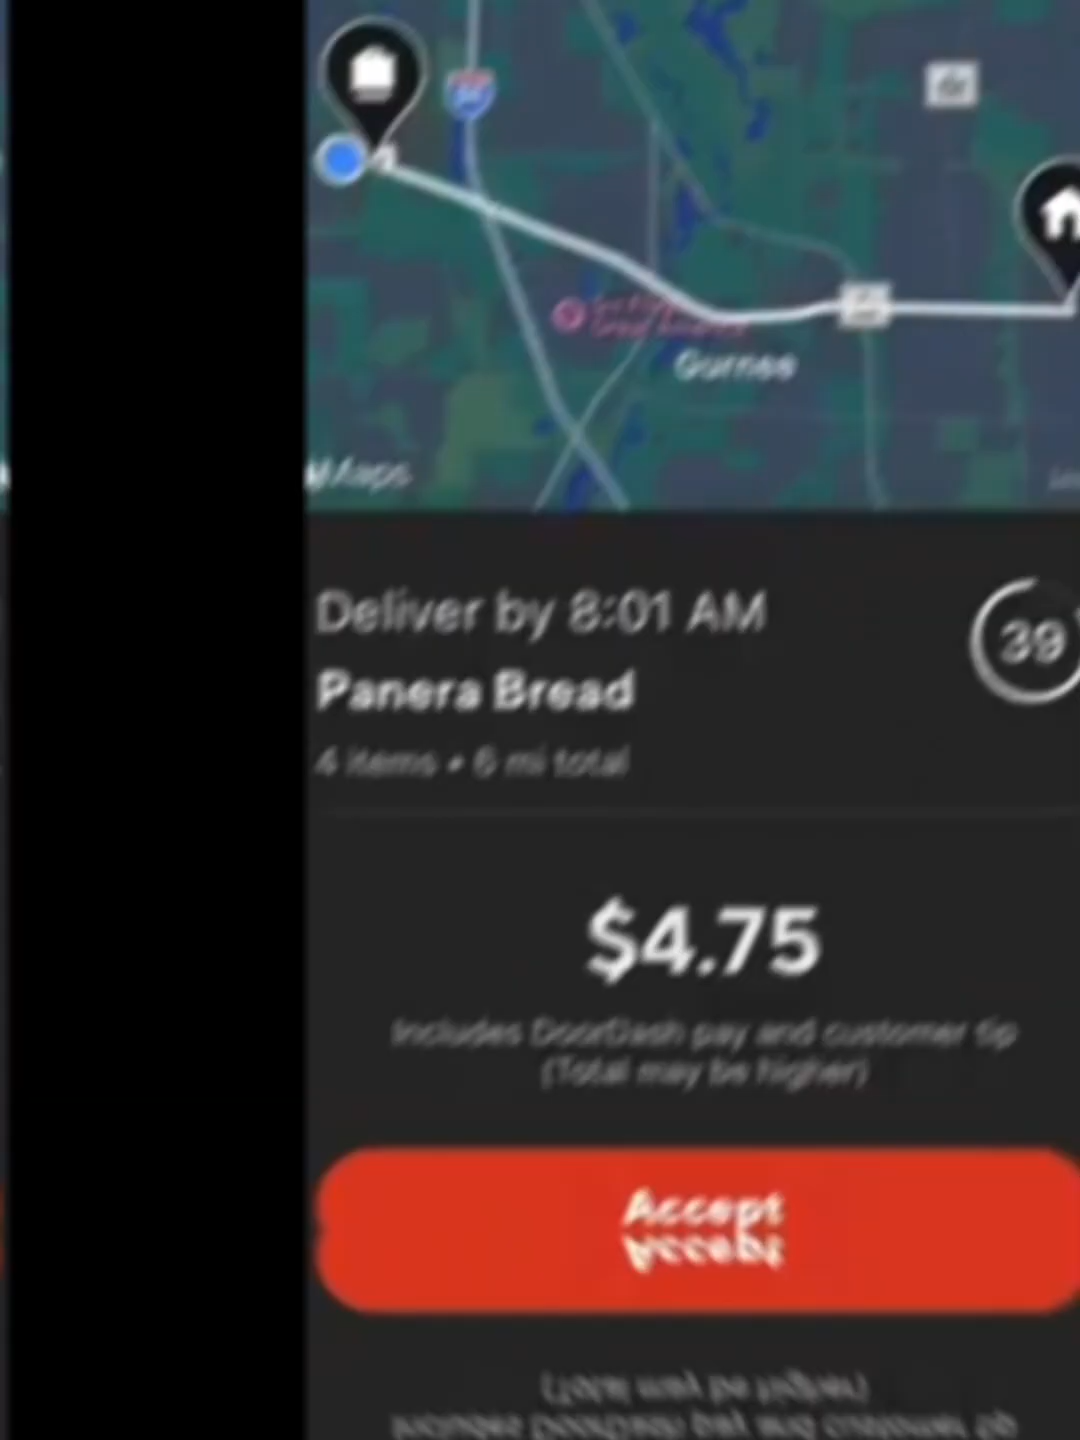 Gurnee
Maps
Deliver by 8:01 AM
39
Panera Bread
4 items • 6 mi total
$4.75
Includes DoorDash pay and customer tip
(Total may be higher)
Accept